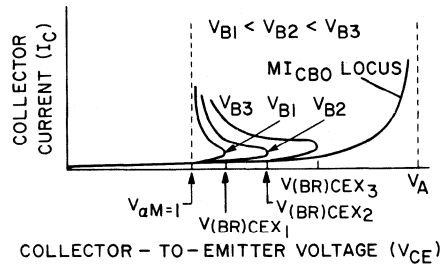 COLLECTOR
CURRENT (IC)
VB1 < VB2 < VB3
MICBO LOCUS
VB3 VB1 VB2
VαM=1
V(BR)CEX1
V(BR)CEX2
V(BR)CEX3
VA
COLLECTOR – TO – EMITTER VOLTAGE (VCE)